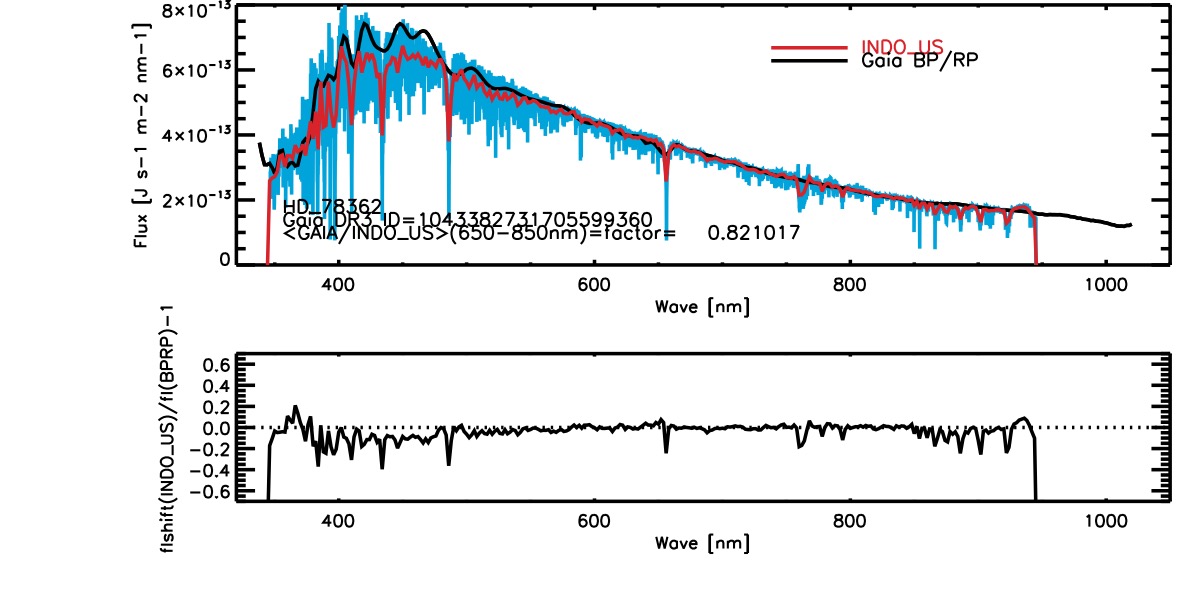 8×10−13
6×10−13
4×10−13
2×10−13
0
Flux [J s−1 m−2 nm−1]
INDO_US
Gaia BP/RP
HD_78362
Gaia DR3 ID=1043382731705599360
<GAIA/INDO_US>(650−850nm)=factor= 0.821017
400 600 800 1000
Wave [nm]
flshift(INDO_US)/fl(BPRP)−1
0.6
0.4
0.2
0.0
−0.2
−0.4
−0.6
400 600 800 1000
Wave [nm]